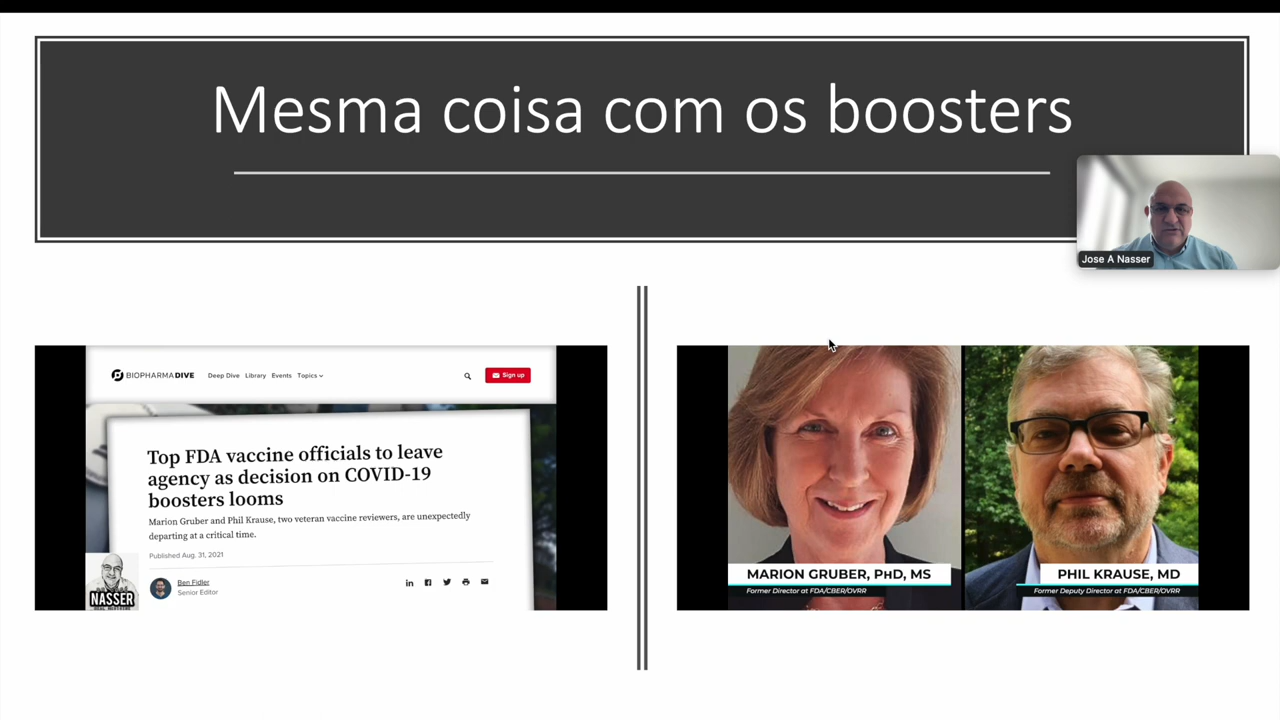 Mesma coisa com os boosters
Jose A Nasser
BIOPHARMADIVE
Deep Dive Library Events Topics
Sign up
Top FDA vaccine officials to leave
agency as decision on COVID-19
boosters looms
Marion Gruber and Phil Krause, two veteran vaccine reviewers, are unexpectedly
departing at a critical time.
Published Aug. 31, 2021
Ben Fidler
Senior Editor
NASSER
MARION GRUBER, PHD, MS
Former Director at FDA/CBER/OVRR
PHIL KRAUSE, MD
Former Deputy Director at FDA/CBER/OVRR